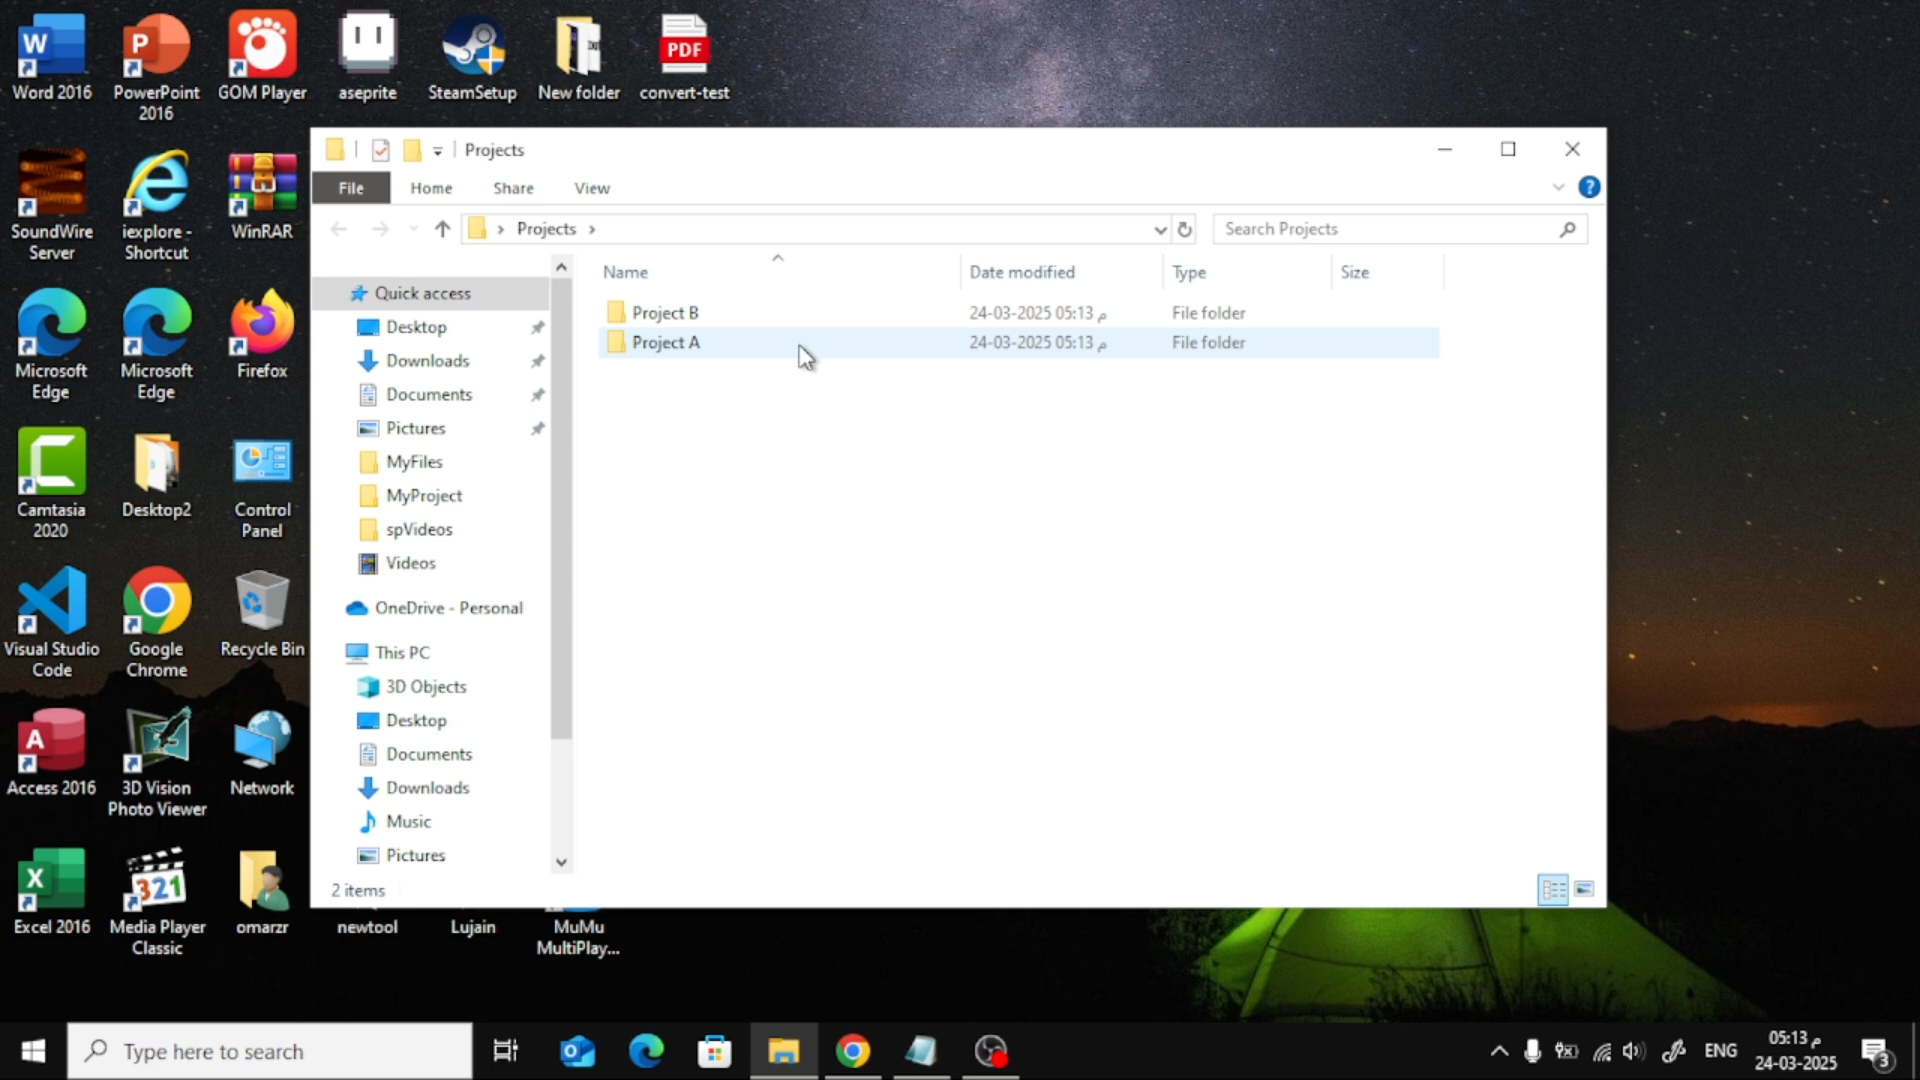 Word 2016
PowerPoint
2016
GOM Player
aseprite
SteamSetup
New folder
PDF
convert-test
SoundWire
Server
iexplore -
Shortcut
WinRAR
Microsoft
Edge
Microsoft
Edge
Firefox
Camtasia
2020
Desktop2
Control
Panel
Visual Studio
Code
Google
Chrome
Recycle Bin
Access 2016
3D Vision
Photo Viewer
Network
Excel 2016
321
Media Player
Classic
omarzr
newtool
Lujain
MuMu
MultiPlay...
Projects
File
Home
Share
View
?
Projects
Search Projects
Quick access
Desktop
Downloads
Documents
Pictures
MyFiles
MyProject
spVideos
Videos
OneDrive - Personal
This PC
3D Objects
Desktop
Documents
Downloads
Music
Pictures
Name
Date modified
Type
Size
Project B
24-03-2025 05:13 م
File folder
Project A
24-03-2025 05:13 م
File folder
2 items
Type here to search
ENG
05:13 م
24-03-2025
3